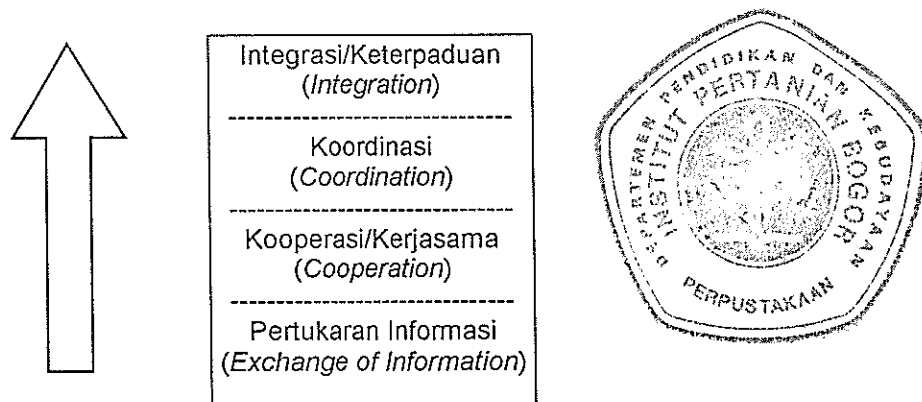 Integrasi/Keterpaduan
(Integration)
Koordinasi
(Coordination)
Kooperasi/Kerjasama
(Cooperation)
Pertukaran Informasi
(Exchange of Information)
DEPARTEMEN PENDIDIKAN DAN KEBUDAYAAN
INSTITUT PERTANIAN BOGOR
PERPUSTAKAAN